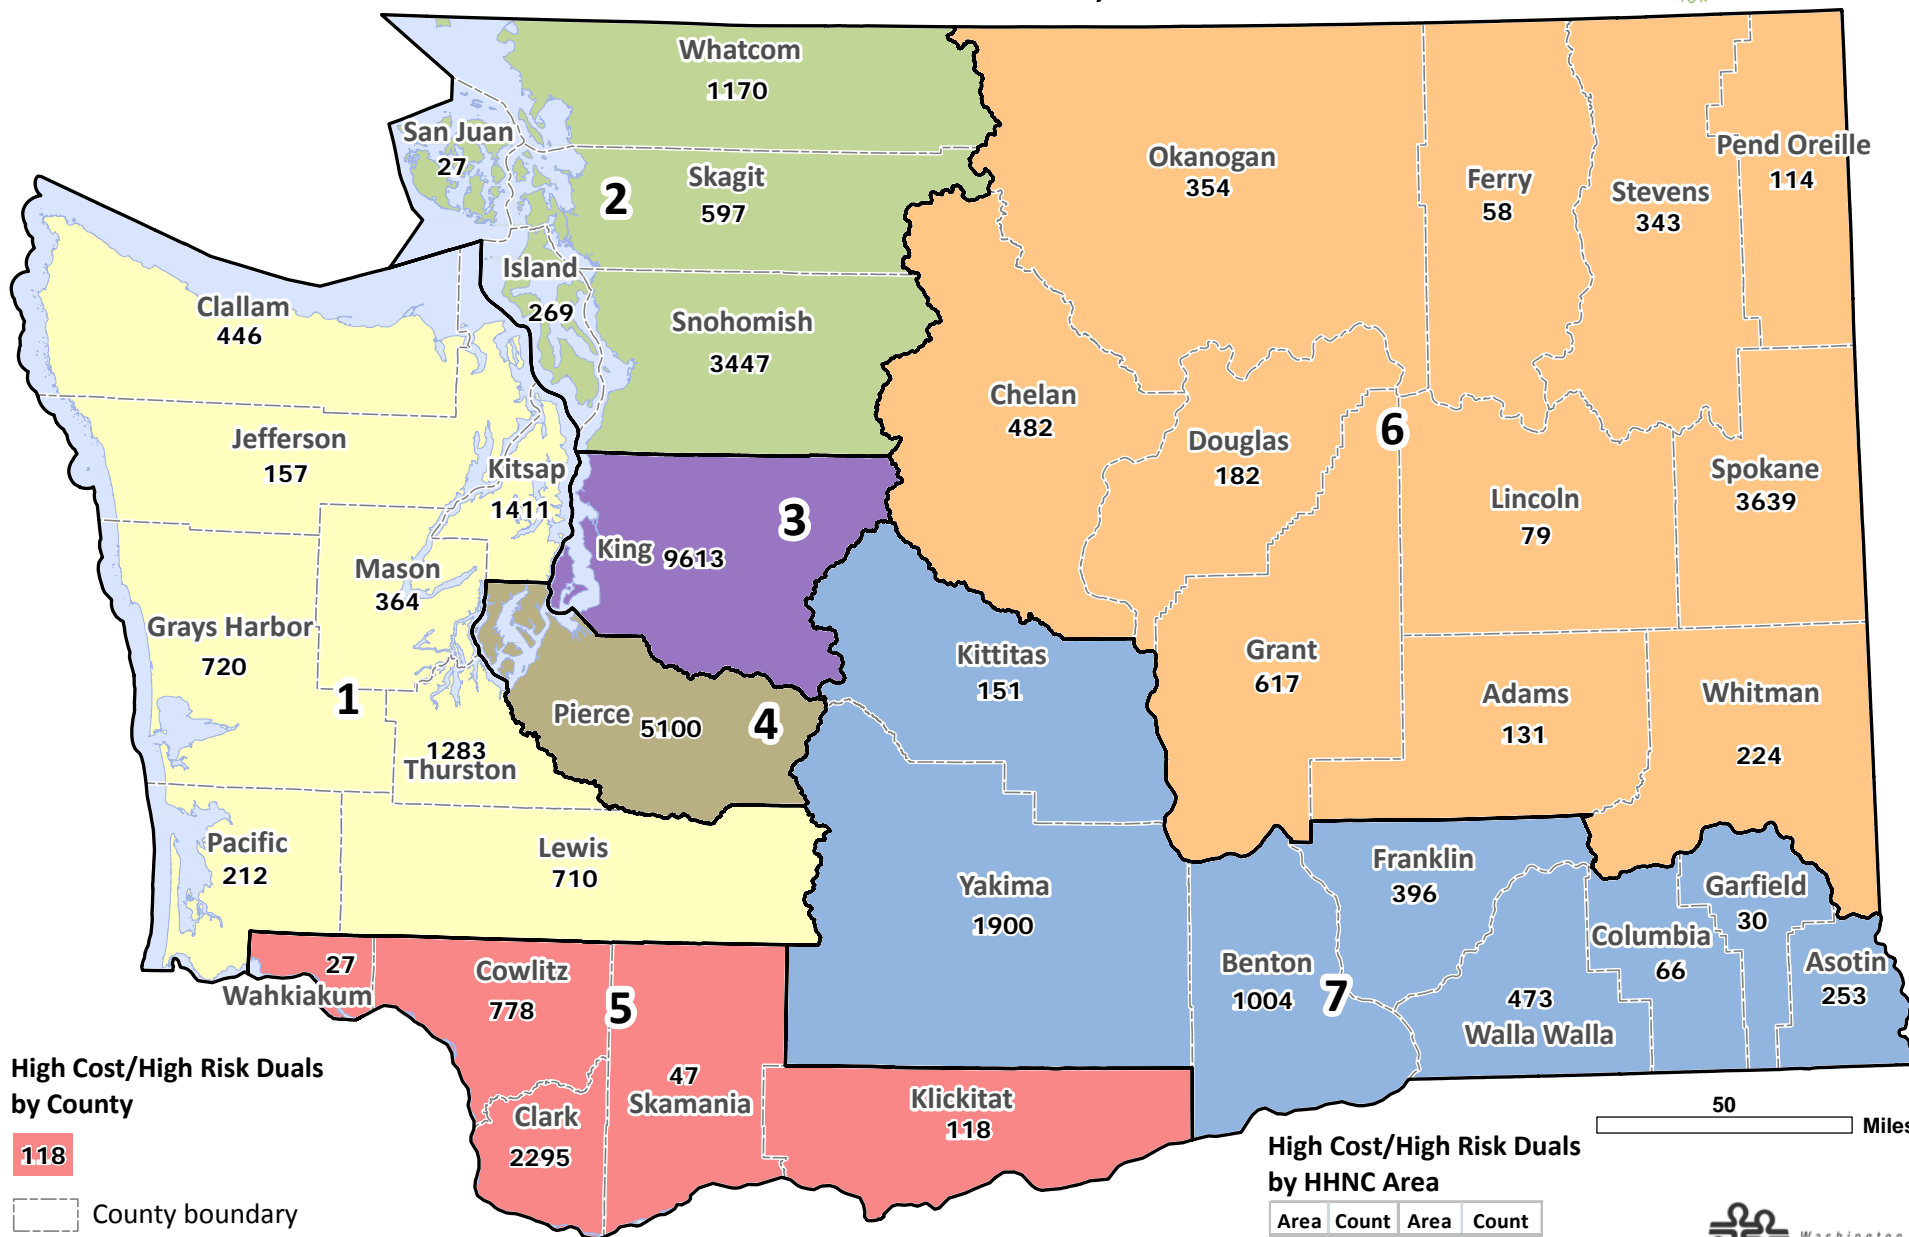 Whatcom
1170
San Juan
27
Skagit
597
2
Island
269
Snohomish
3447
Okanogan
354
Ferry
58
Stevens
343
Pend Oreille
114
Clallam
446
Jefferson
157
Kitsap
1411
Mason
364
Grays Harbor
720
1
1283
Thurston
Pacific
212
Lewis
710
King 9613
3
Pierce 5100
4
Chelan
482
Douglas
182
6
Lincoln
79
Spokane
3639
Grant
617
Adams
131
Whitman
224
Kittitas
151
Yakima
1900
Benton
1004
7
Franklin
396
473
Walla Walla
Columbia
66
Garfield
30
Asotin
253
27
Wahkiakum
Cowlitz
778
5
Clark
2295
47
Skamania
Klickitat
118
High Cost/High Risk Duals
by County
118
County boundary
50
Miles
High Cost/High Risk Duals
by HHNC Area
Area Count Area Count
Washington